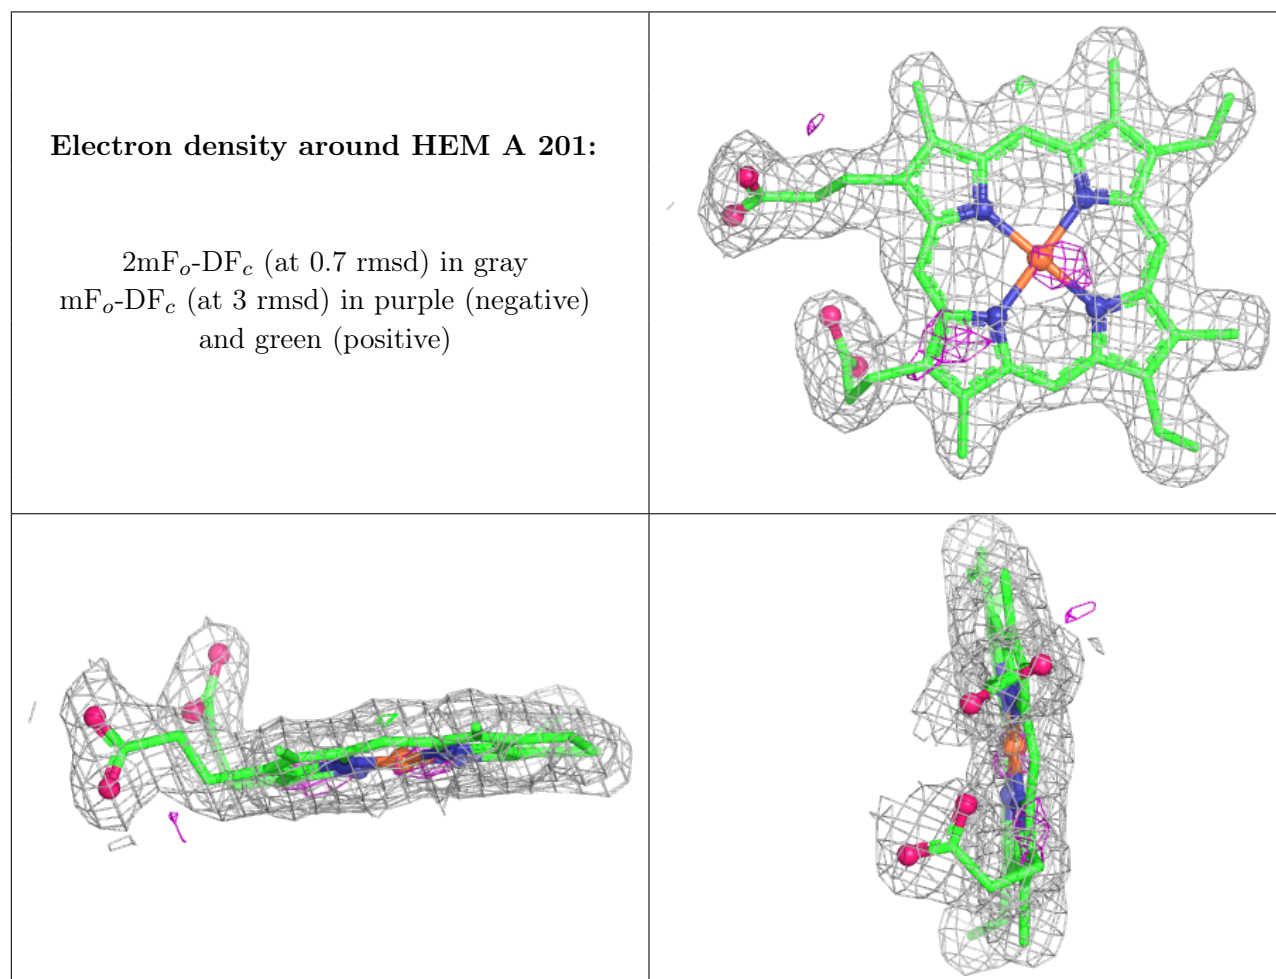 Electron density around HEM A 201:
2mFₒ-DF𝒸 (at 0.7 rmsd) in gray
mFₒ-DF𝒸 (at 3 rmsd) in purple (negative)
and green (positive)